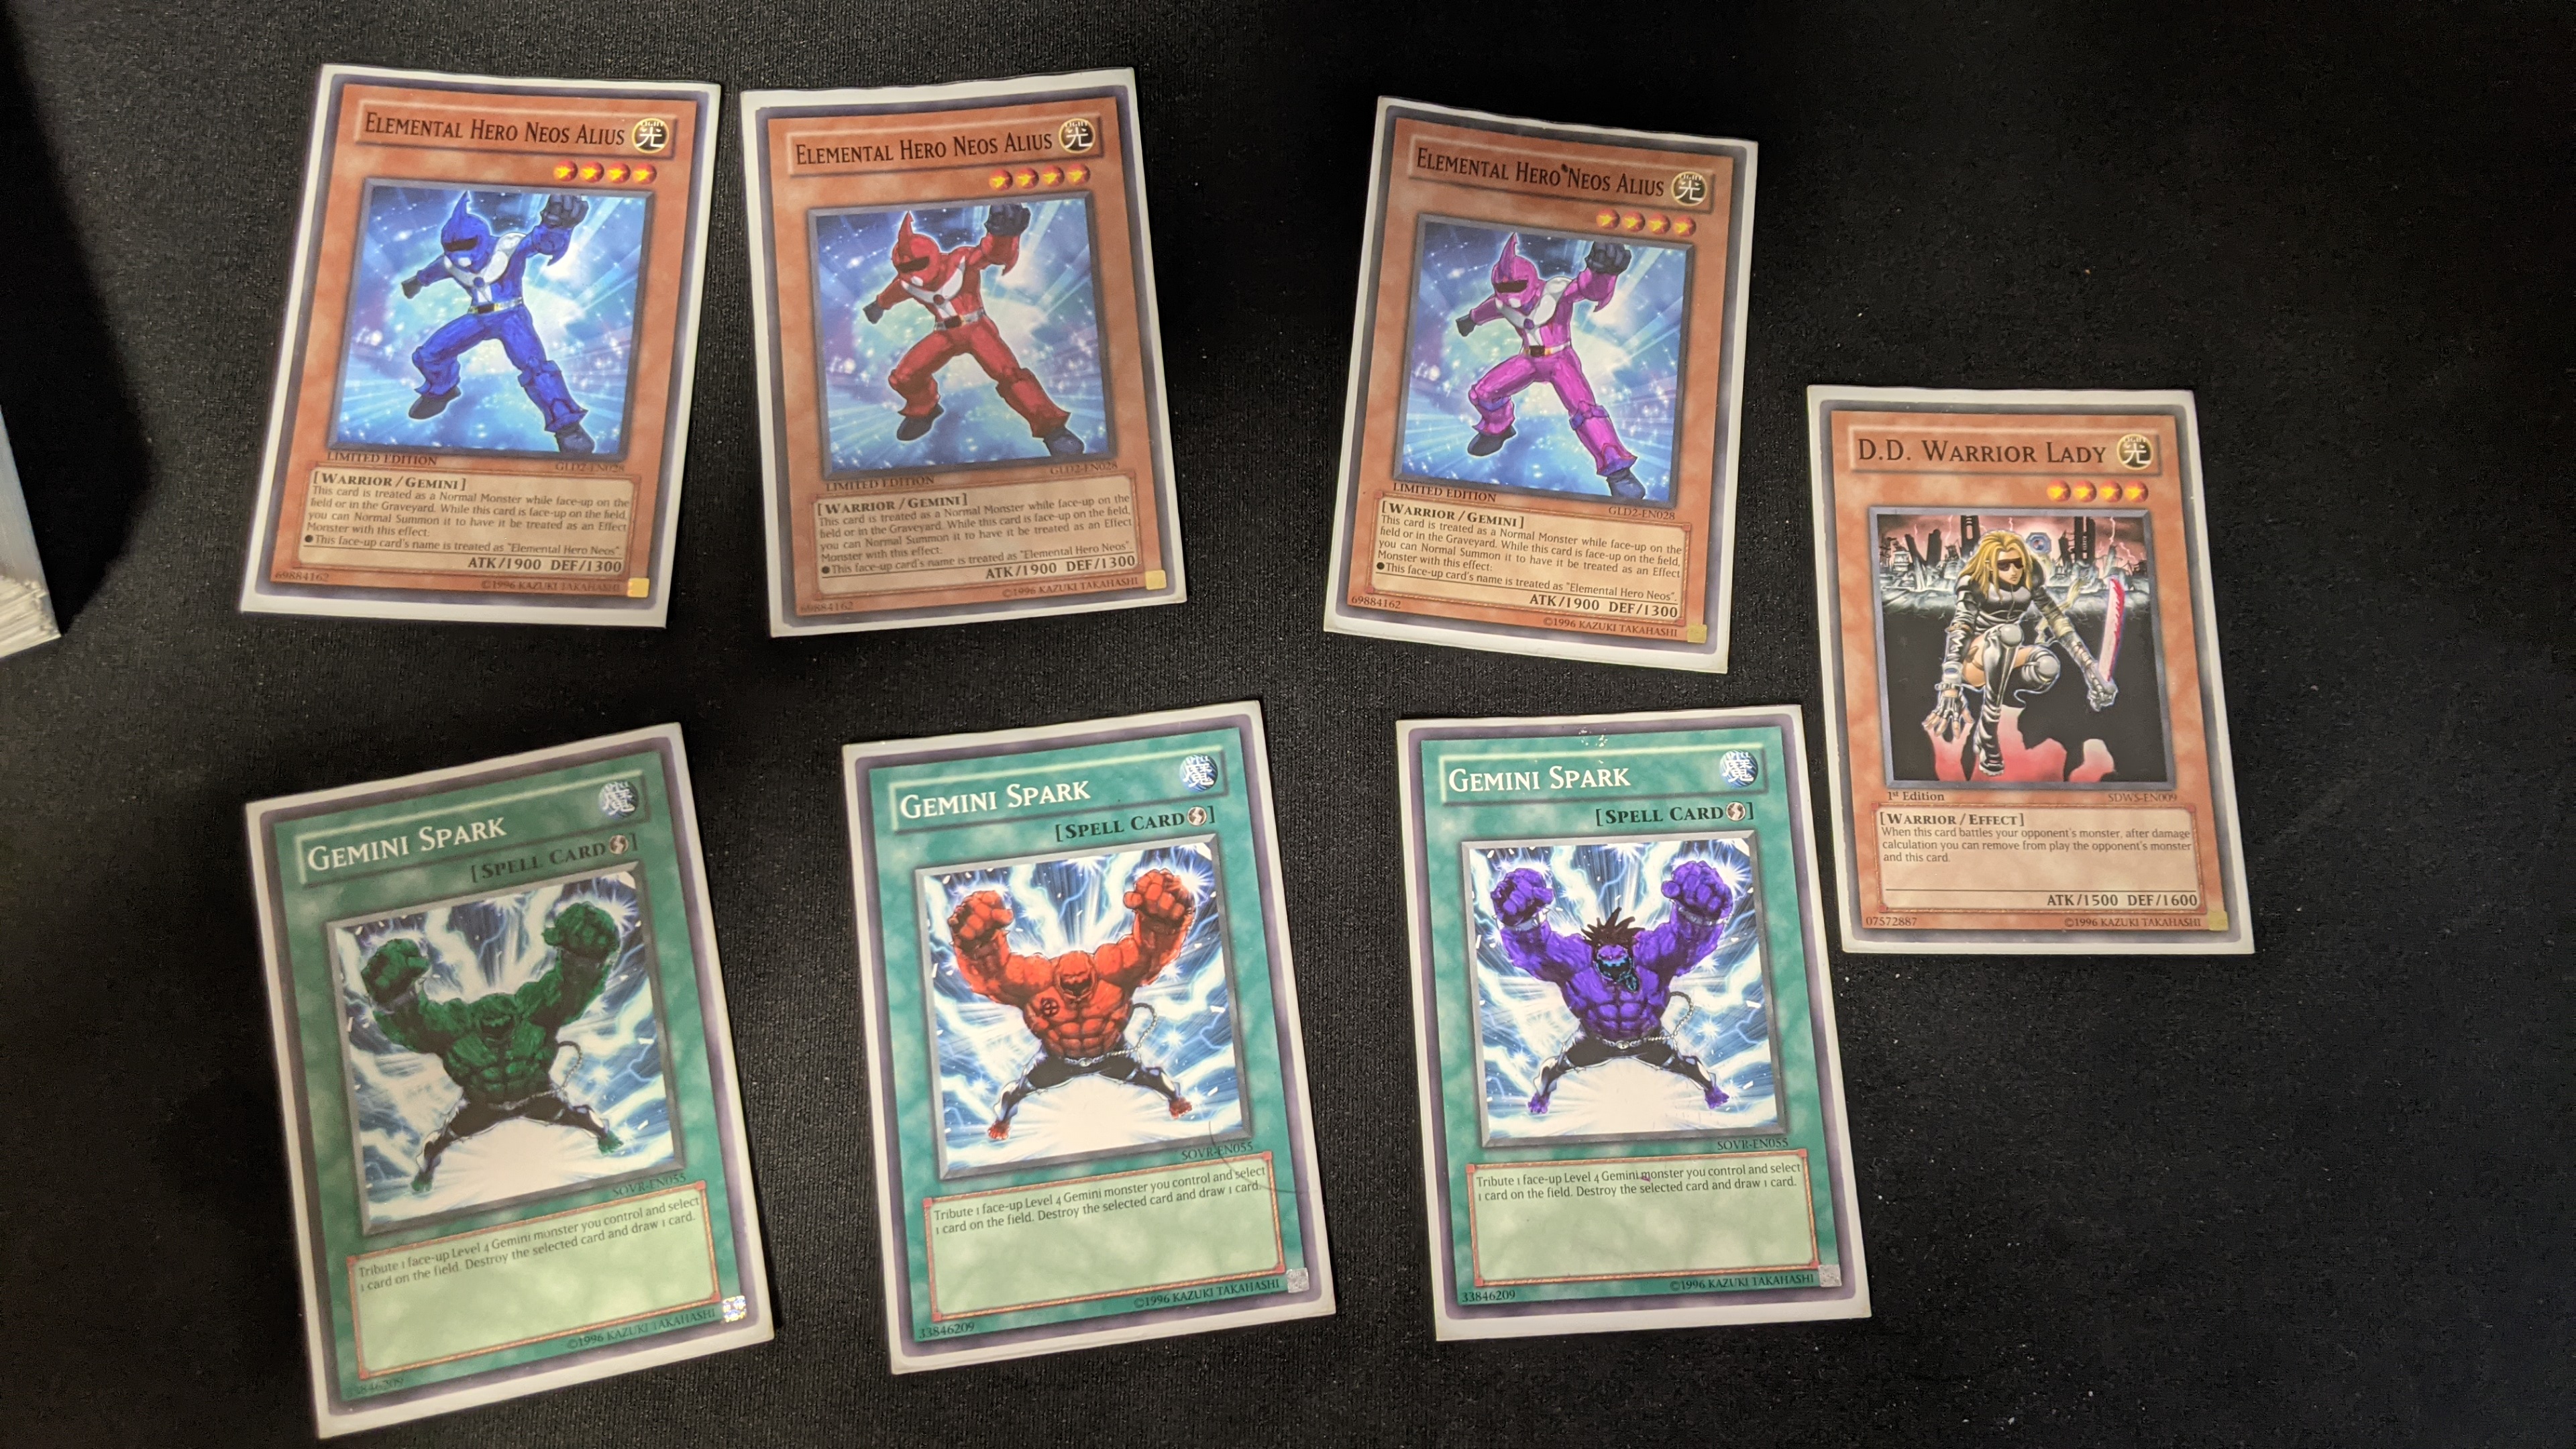 ELEMENTAL HERO NEOS ALIUS
LIGHT
光
LIMITED EDITION
GLD2-EN028
[WARRIOR / GEMINI]
This card is treated as a Normal Monster while face-up on the
field or in the Graveyard. While this card is face-up on the field,
you can Normal Summon it to have it be treated as an Effect
Monster with this effect:
●This face-up card's name is treated as "Elemental Hero Neos".
ATK/1900 DEF/1300
69884162
©1996 KAZUKI TAKAHASHI
ELEMENTAL HERO NEOS ALIUS
LIGHT
光
LIMITED EDITION
GLD2-EN028
[WARRIOR / GEMINI]
This card is treated as a Normal Monster while face-up on the
field or in the Graveyard. While this card is face-up on the field,
you can Normal Summon it to have it be treated as an Effect
Monster with this effect:
●This face-up card's name is treated as "Elemental Hero Neos".
ATK/1900 DEF/1300
69884162
©1996 KAZUKI TAKAHASHI
ELEMENTAL HERO NEOS ALIUS
LIGHT
光
LIMITED EDITION
GLD2-EN028
[WARRIOR / GEMINI]
This card is treated as a Normal Monster while face-up on the
field or in the Graveyard. While this card is face-up on the field,
you can Normal Summon it to have it be treated as an Effect
Monster with this effect:
●This face-up card's name is treated as "Elemental Hero Neos".
ATK/1900 DEF/1300
69884162
©1996 KAZUKI TAKAHASHI
D.D. WARRIOR LADY
LIGHT
光
1st Edition
SDWS-EN009
[WARRIOR / EFFECT]
When this card battles your opponent's monster, after damage
calculation you can remove from play the opponent's monster
and this card.
ATK/1500 DEF/1600
07572887
©1996 KAZUKI TAKAHASHI
GEMINI SPARK
魔
[SPELL CARD]
SOVR-EN055
Tribute 1 face-up Level 4 Gemini monster you control and select
1 card on the field. Destroy the selected card and draw 1 card.
33846209
©1996 KAZUKI TAKAHASHI
GEMINI SPARK
魔
[SPELL CARD]
SOVR-EN055
Tribute 1 face-up Level 4 Gemini monster you control and select
1 card on the field. Destroy the selected card and draw 1 card.
33846209
©1996 KAZUKI TAKAHASHI
GEMINI SPARK
魔
[SPELL CARD]
SOVR-EN055
Tribute 1 face-up Level 4 Gemini monster you control and select
1 card on the field. Destroy the selected card and draw 1 card.
33846209
©1996 KAZUKI TAKAHASHI